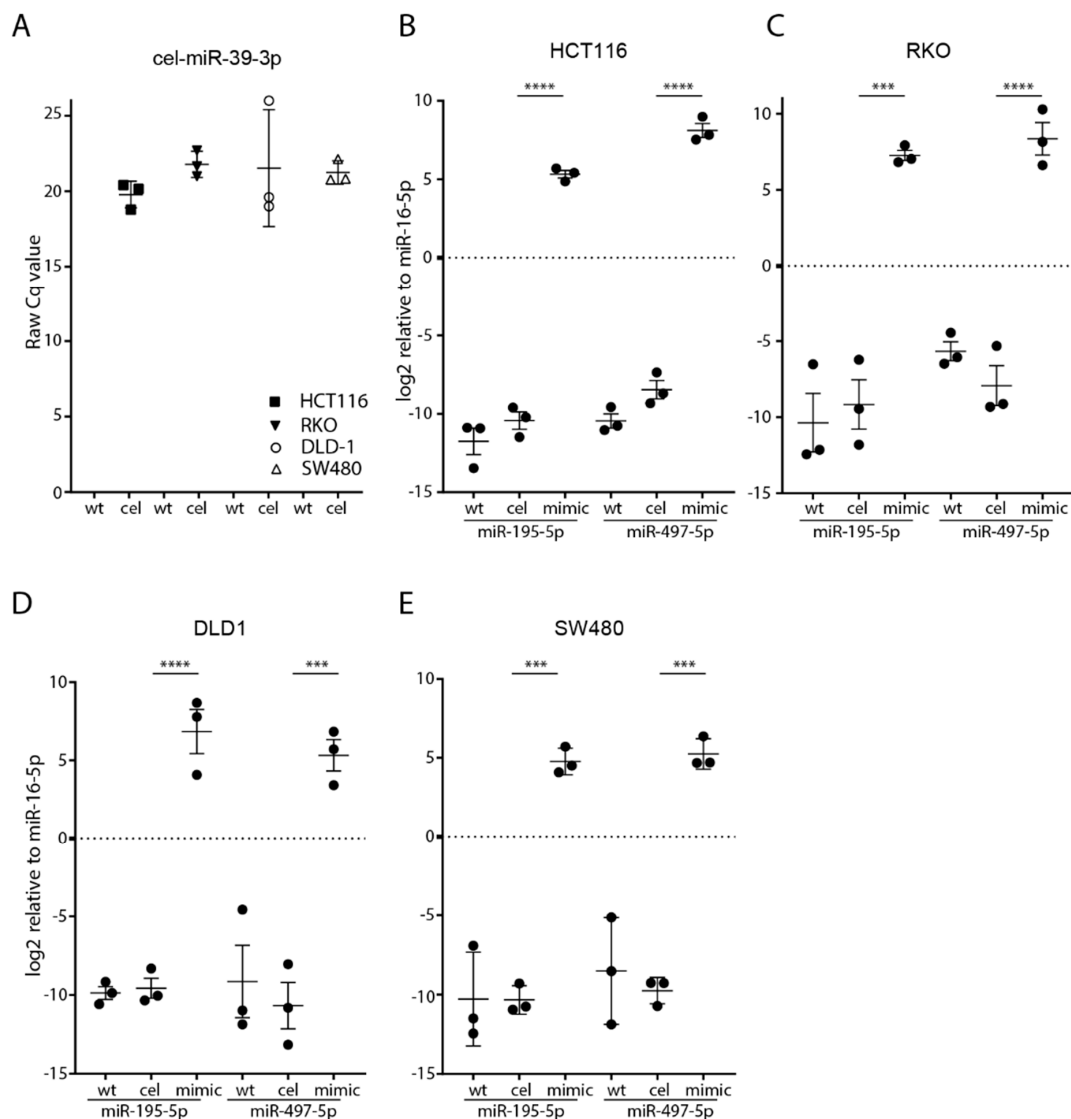 A
cel-miR-39-3p
Raw Cq value
25
20
15
10
5
0
HCT116
RKO
DLD-1
SW480
wt cel wt cel wt cel wt cel
B
HCT116
**** ****
log2 relative to miR-16-5p
10
5
0
-5
-10
-15
wt cel mimic wt cel mimic
miR-195-5p miR-497-5p
C
RKO
*** ****
10
5
0
-5
-10
-15
wt cel mimic wt cel mimic
miR-195-5p miR-497-5p
D
DLD1
**** ***
log2 relative to miR-16-5p
10
5
0
-5
-10
-15
wt cel mimic wt cel mimic
miR-195-5p miR-497-5p
E
SW480
*** ***
10
5
0
-5
-10
-15
wt cel mimic wt cel mimic
miR-195-5p miR-497-5p